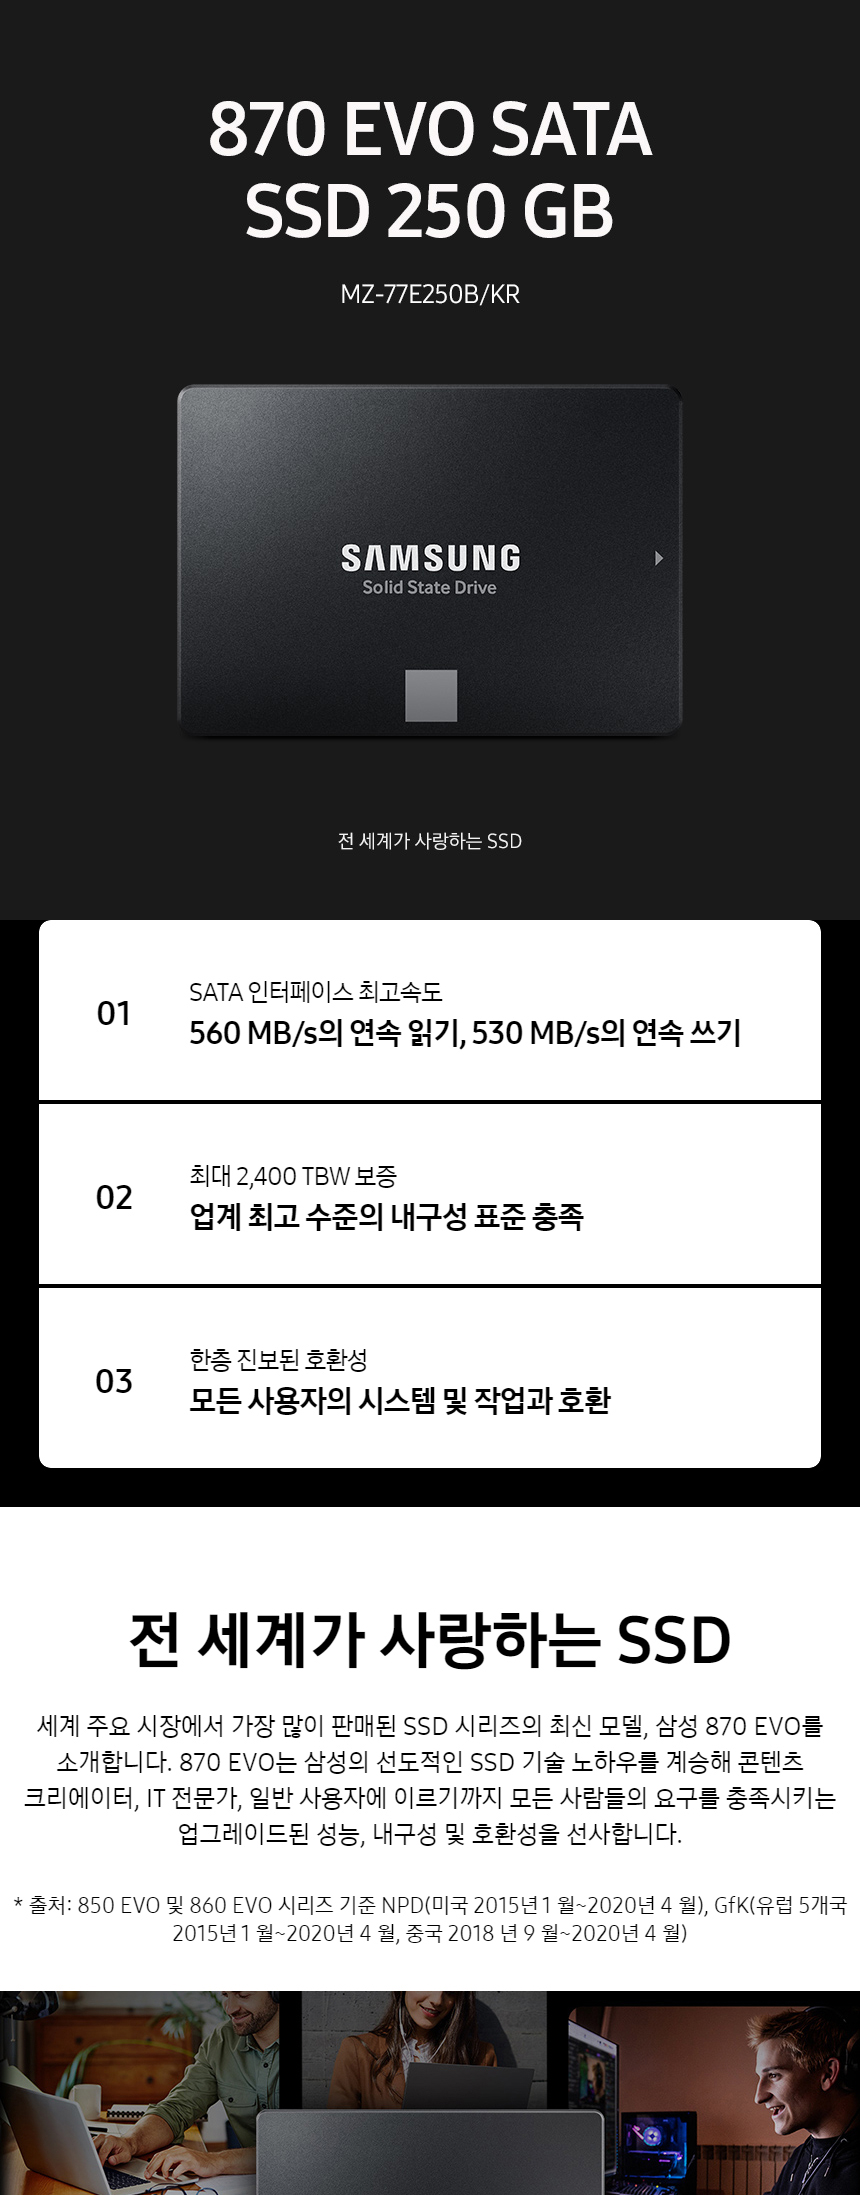 870 EVO SATA
SSD 250 GB
MZ-77E250B/KR
SAMSUNG
Solid State Drive
전 세계가 사랑하는 SSD
01
SATA 인터페이스 최고속도
560 MB/s의 연속 읽기, 530 MB/s의 연속 쓰기
02
최대 2,400 TBW 보증
업계 최고 수준의 내구성 표준 충족
03
한층 진보된 호환성
모든 사용자의 시스템 및 작업과 호환
전 세계가 사랑하는 SSD
세계 주요 시장에서 가장 많이 판매된 SSD 시리즈의 최신 모델, 삼성 870 EVO를
소개합니다. 870 EVO는 삼성의 선도적인 SSD 기술 노하우를 계승해 콘텐츠
크리에이터, IT 전문가, 일반 사용자에 이르기까지 모든 사람들의 요구를 충족시키는
업그레이드된 성능, 내구성 및 호환성을 선사합니다.
* 출처: 850 EVO 및 860 EVO 시리즈 기준 NPD(미국 2015년 1 월~2020년 4 월), GfK(유럽 5개국
2015년 1 월~2020년 4 월, 중국 2018 년 9 월~2020년 4 월)